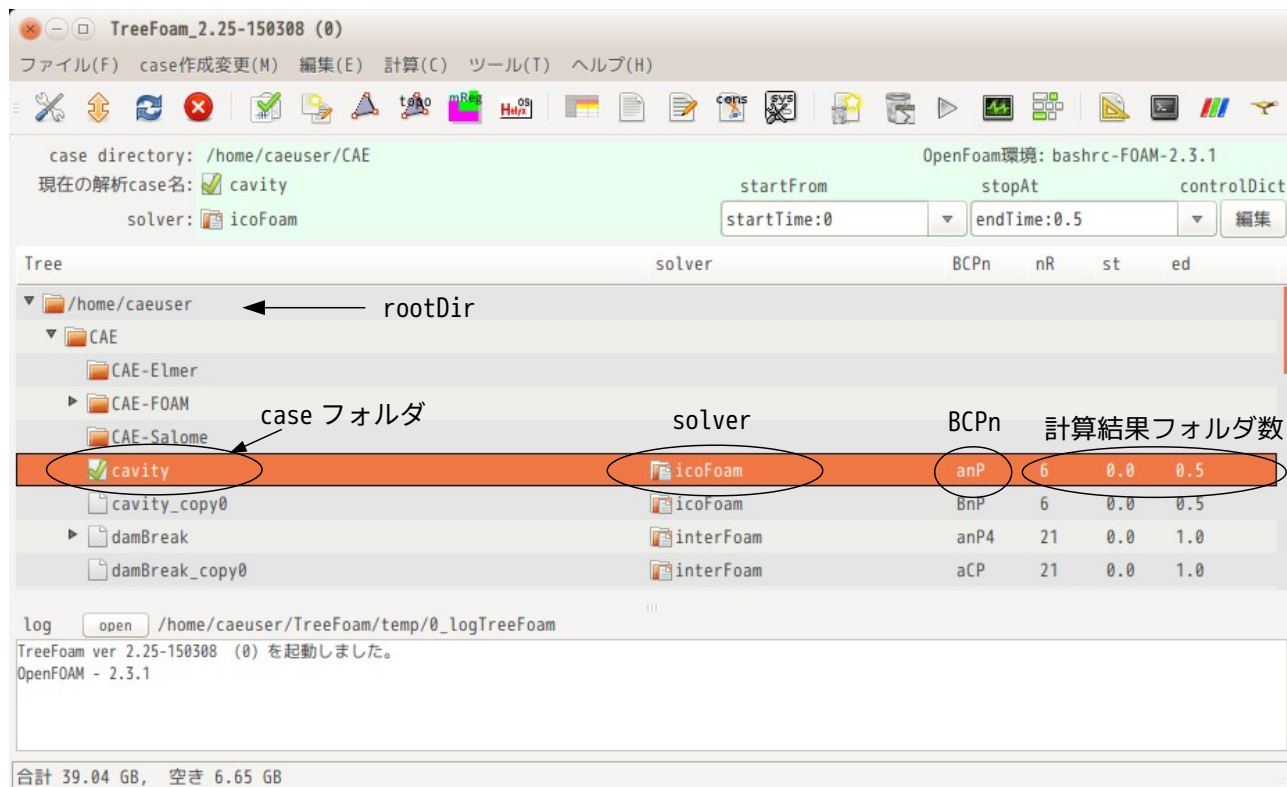 TreeFoam_2.25-150308 (0)
ファイル(F) case作成変更(M) 編集(E) 計算(C) ツール(T) ヘルプ(H)
topo mReg HelyxOS cons sys
case directory: /home/caeuser/CAE OpenFoam環境: bashrc-FOAM-2.3.1
現在の解析case名: cavity startFrom stopAt controlDict
solver: icoFoam startTime:0 endTime:0.5 編集
Tree solver BCPn nR st ed
/home/caeuser rootDir
CAE
CAE-Elmer
CAE-FOAM
case フォルダ solver BCPn 計算結果フォルダ数
CAE-Salome
cavity icoFoam anP 6 0.0 0.5
cavity_copy0 icoFoam BnP 6 0.0 0.5
damBreak interFoam anP4 21 0.0 1.0
damBreak_copy0 interFoam aCP 21 0.0 1.0
log open /home/caeuser/TreeFoam/temp/0_logTreeFoam
TreeFoam ver 2.25-150308 (0) を起動しました。
OpenFOAM - 2.3.1
合計 39.04 GB, 空き 6.65 GB